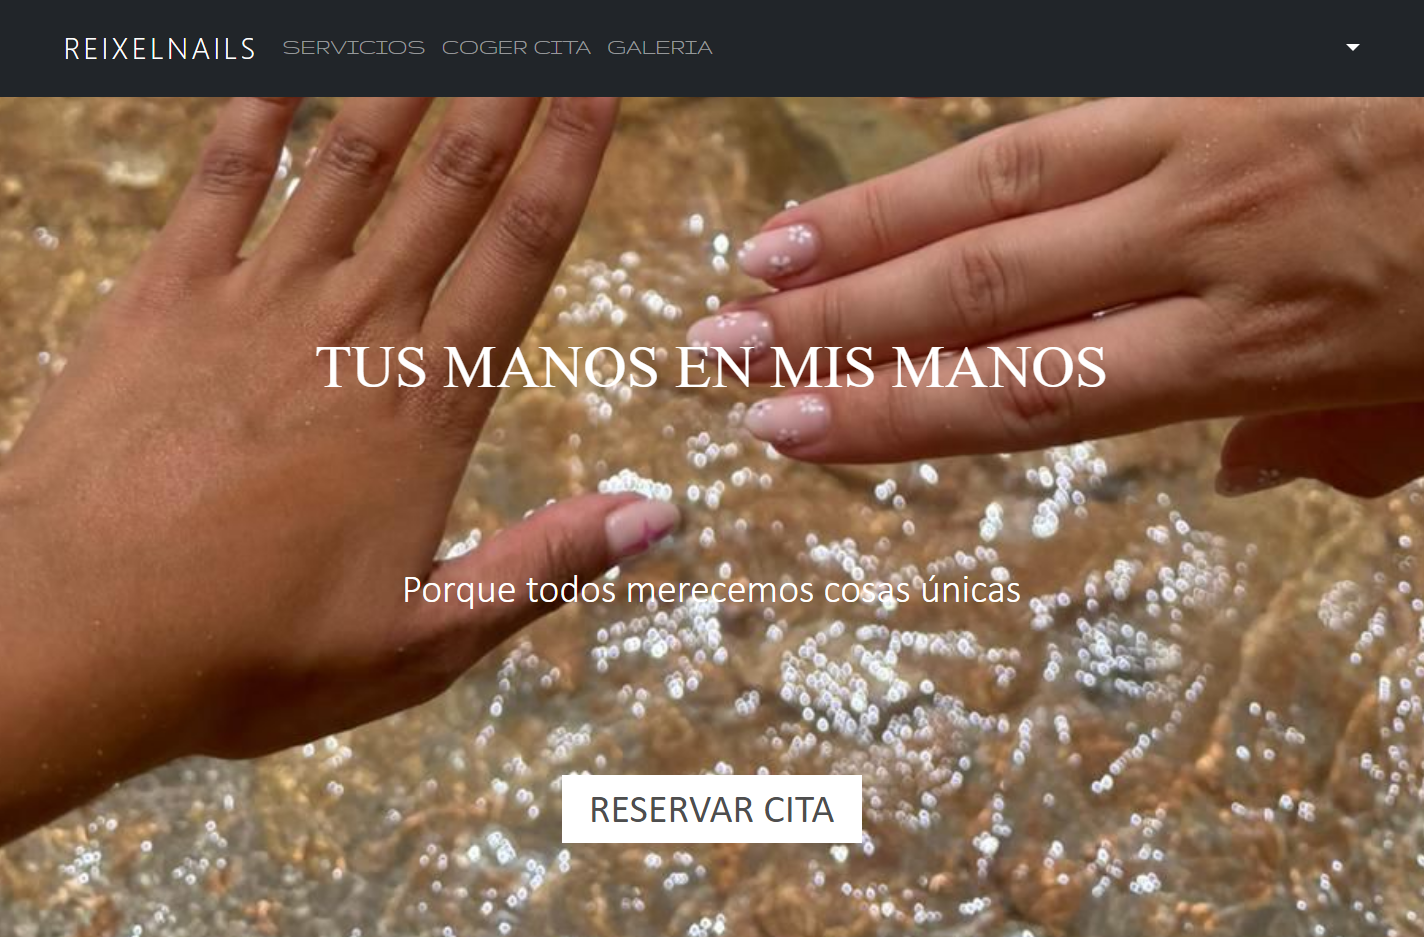 REIXELNAILS SERVICIOS COGER CITA GALERIA
TUS MANOS EN MIS MANOS
Porque todos merecemos cosas únicas
RESERVAR CITA